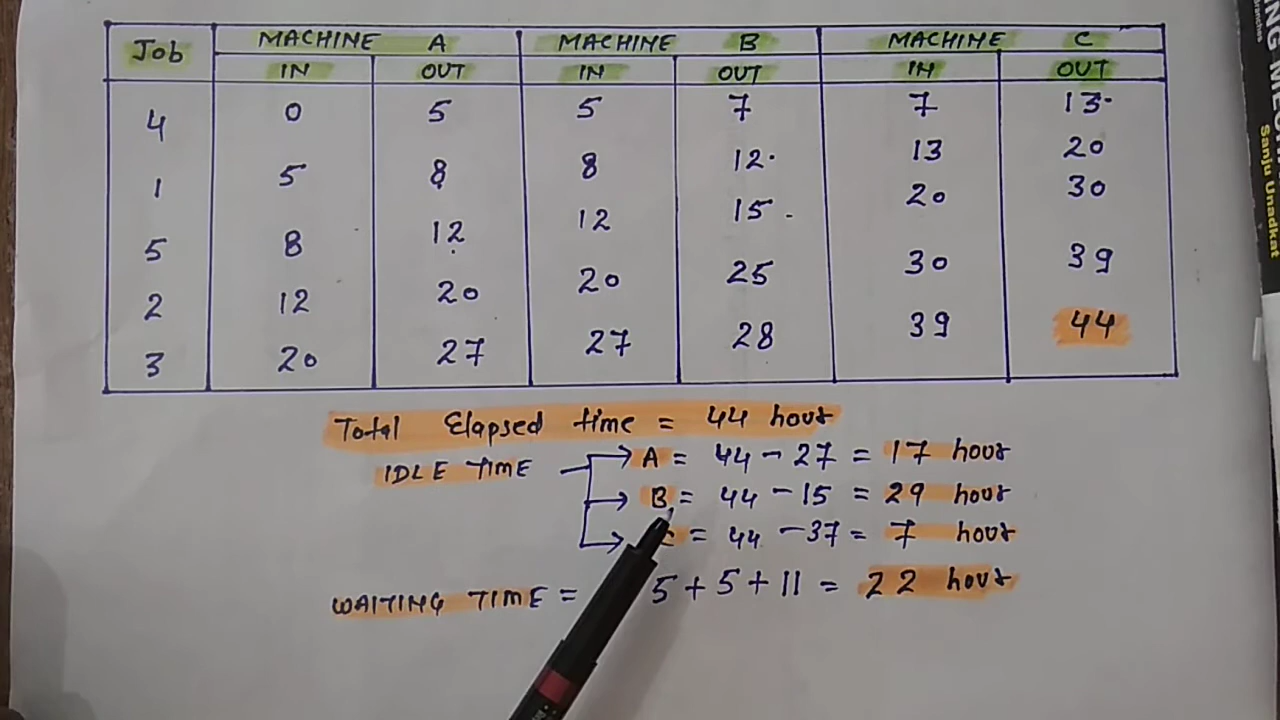 Job MACHINE A MACHINE B MACHINE C
IN OUT IN OUT IN OUT
4 0 5 5 7 7 13
1 5 8 8 12 13 20
5 8 12 12 15 20 30
2 12 20 20 25 30 39
3 20 27 27 28 39 44
Total Elapsed time = 44 hour
IDLE TIME A = 44 - 27 = 17 hour
B = 44 - 15 = 29 hour
= 44 - 37 = 7 hour
WAITING TIME = 5 + 5 + 11 = 22 hour
Sanju Unadkat